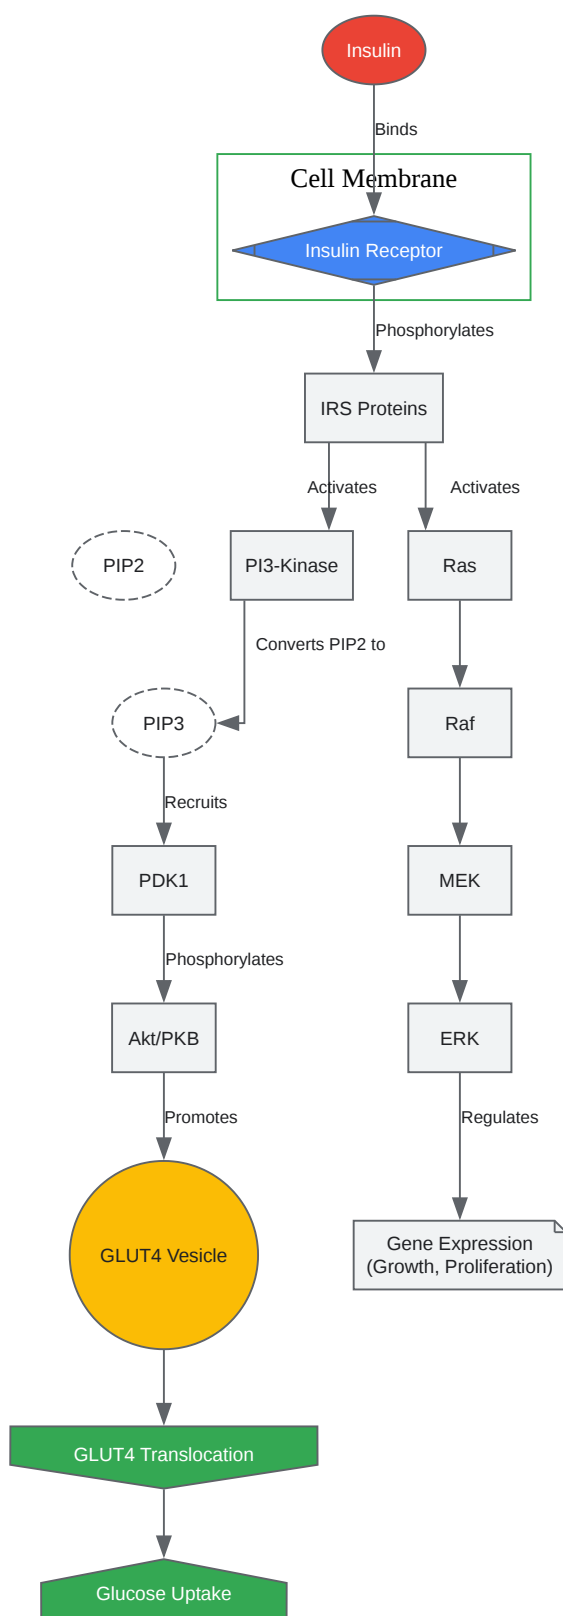 Insulin
Binds
Cell Membrane
Insulin Receptor
Phosphorylates
IRS Proteins
Activates
Activates
PIP2
PI3-Kinase
Ras
Converts PIP2 to
PIP3
Raf
Recruits
PDK1
MEK
Phosphorylates
Akt/PKB
ERK
Promotes
Regulates
GLUT4 Vesicle
Gene Expression
(Growth, Proliferation)
GLUT4 Translocation
Glucose Uptake